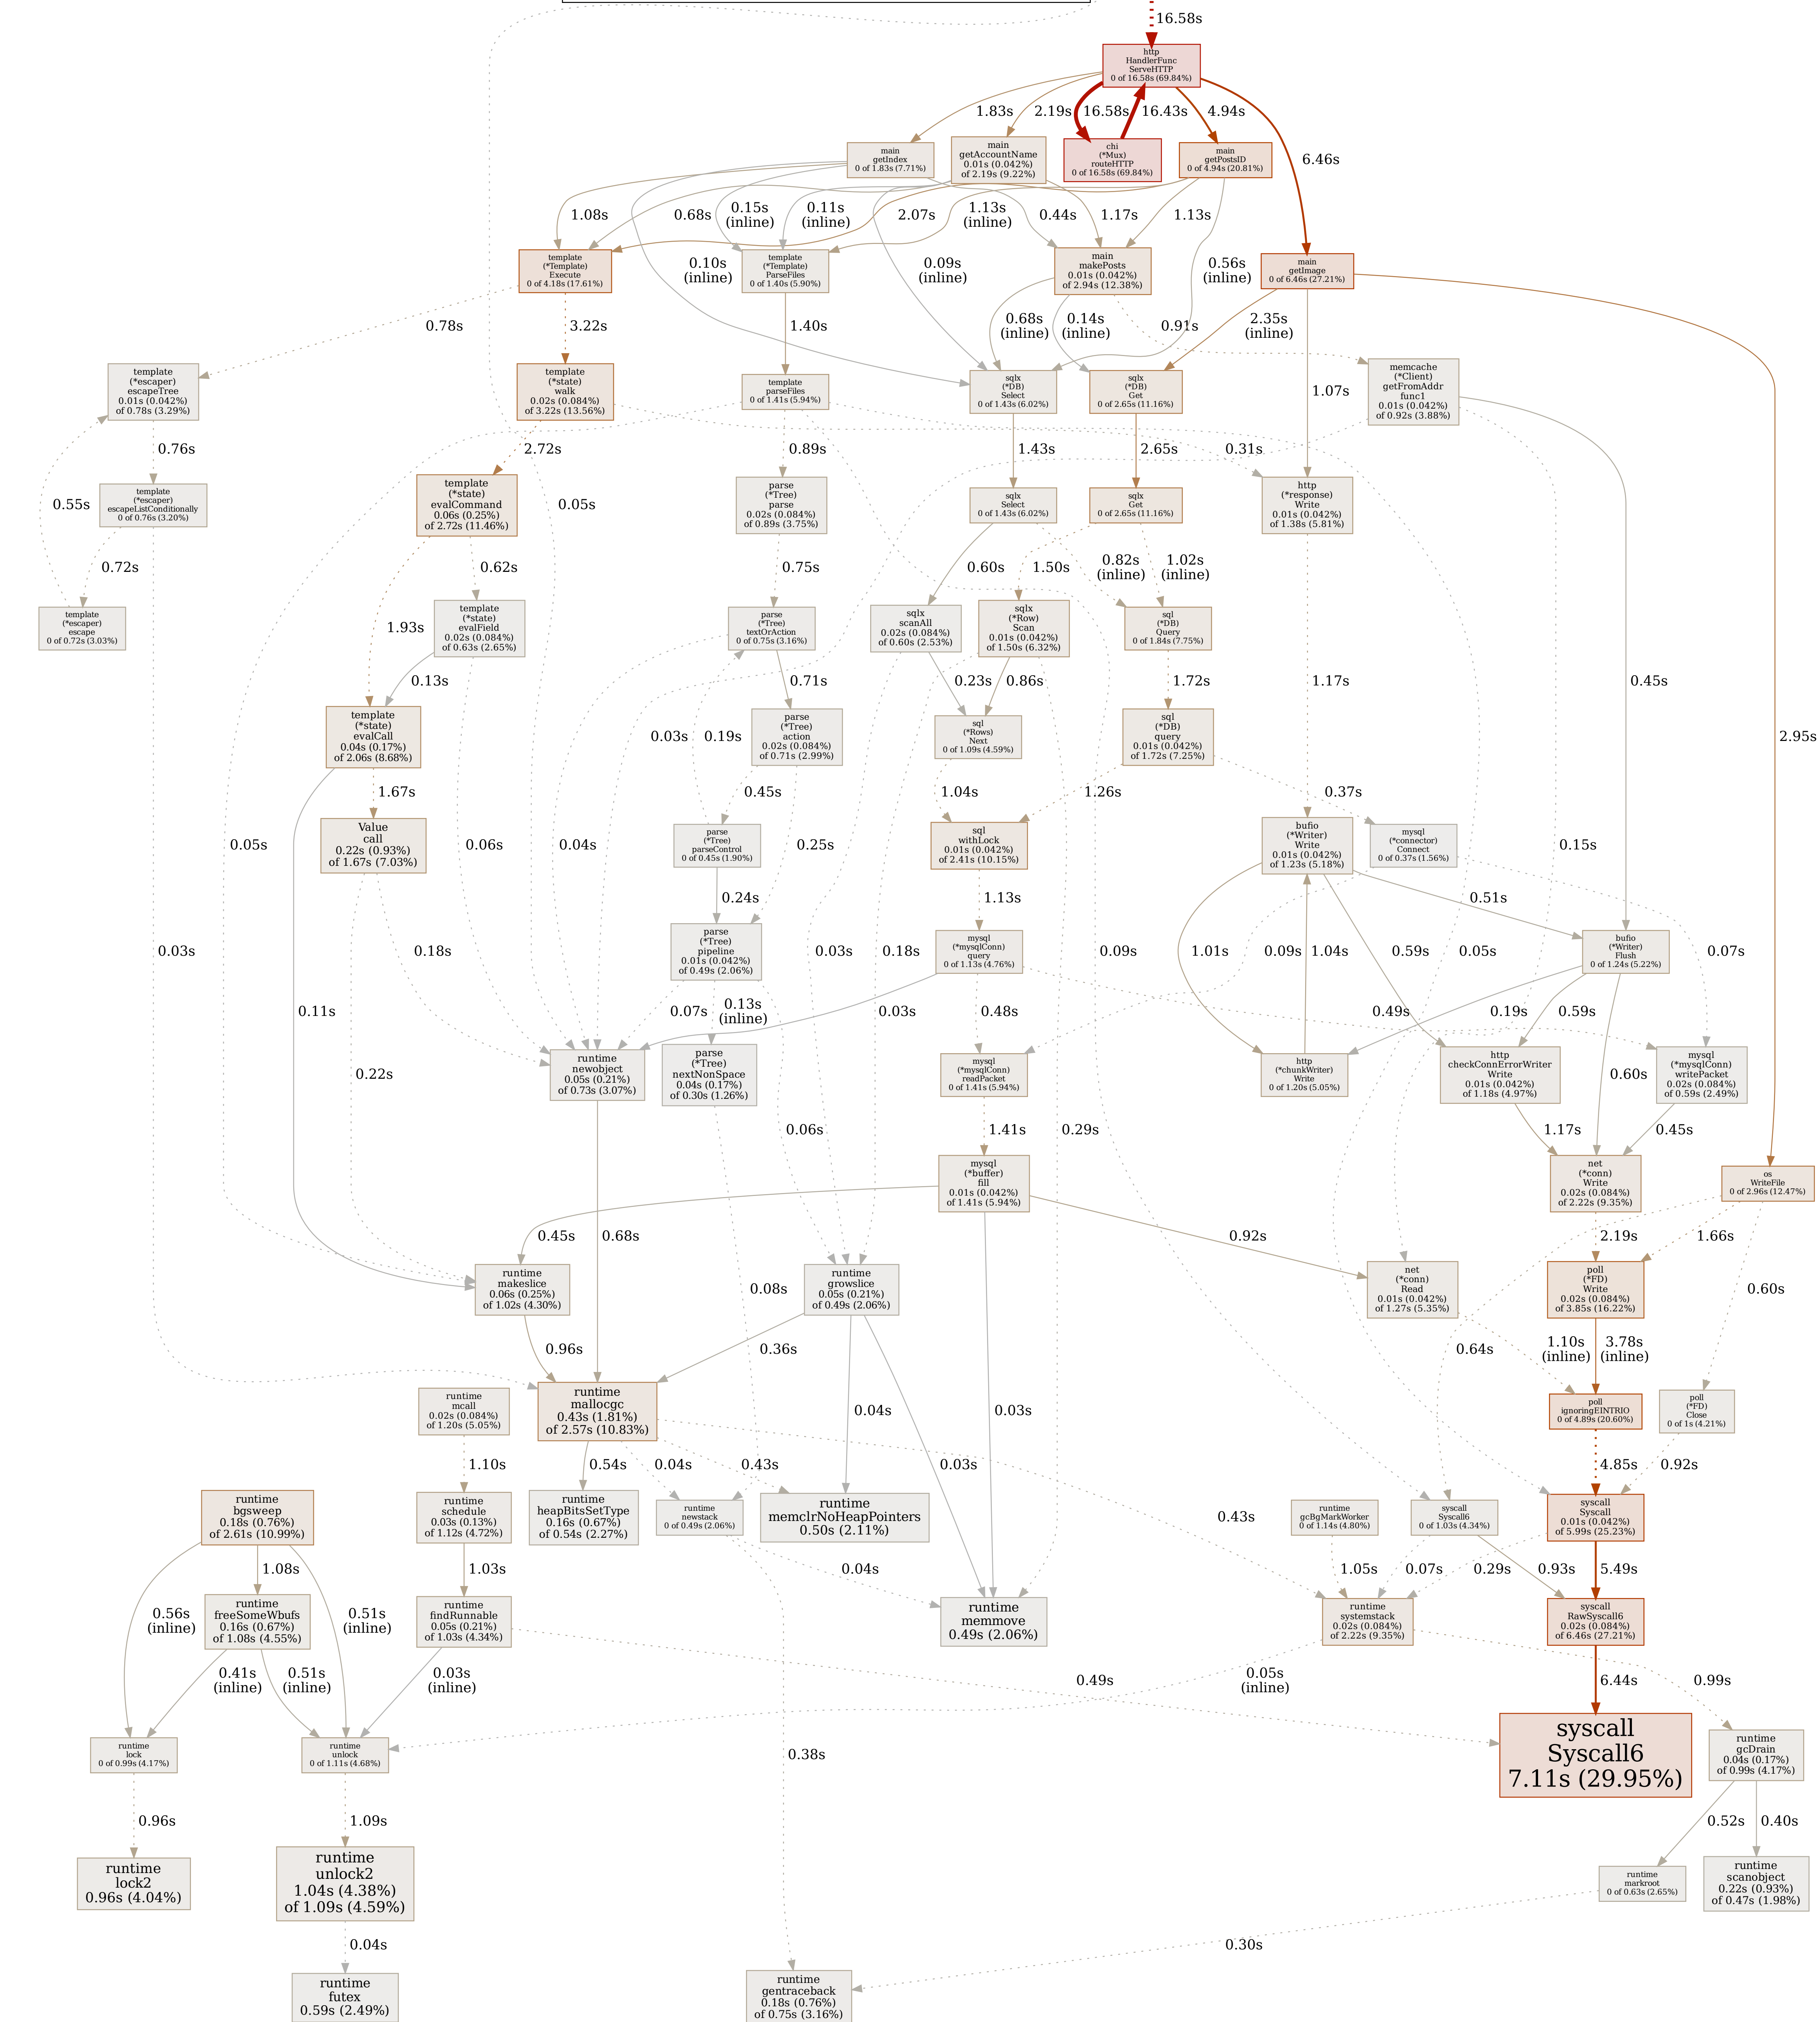 16.58s
http
HandlerFunc
ServeHTTP
0 of 16.58s (69.84%)
1.83s
2.19s
16.58s
16.43s
4.94s
6.46s
main
getIndex
0 of 1.83s (7.71%)
main
getAccountName
0.01s (0.042%)
of 2.19s (9.22%)
chi
(*Mux)
routeHTTP
0 of 16.58s (69.84%)
main
getPostsID
0 of 4.94s (20.81%)
1.08s
0.68s
0.15s
(inline)
0.11s
(inline)
2.07s
1.13s
(inline)
0.44s
1.17s
1.13s
template
(*Template)
Execute
0 of 4.18s (17.61%)
0.10s
(inline)
template
(*Template)
ParseFiles
0 of 1.40s (5.90%)
0.09s
(inline)
main
makePosts
0.01s (0.042%)
of 2.94s (12.38%)
0.56s
(inline)
main
getImage
0 of 6.46s (27.21%)
0.78s
3.22s
1.40s
0.68s
(inline)
0.14s
(inline)
0.91s
2.35s
(inline)
template
(*escaper)
escapeTree
0.01s (0.042%)
of 0.78s (3.29%)
template
(*state)
walk
0.02s (0.084%)
of 3.22s (13.56%)
template
parseFiles
0 of 1.41s (5.94%)
sqlx
(*DB)
Select
0 of 1.43s (6.02%)
sqlx
(*DB)
Get
0 of 2.65s (11.16%)
1.07s
memcache
(*Client)
getFromAddr
func1
0.01s (0.042%)
of 0.92s (3.88%)
0.76s
2.72s
0.89s
1.43s
2.65s
0.31s
0.55s
template
(*escaper)
escapeListConditionally
0 of 0.76s (3.20%)
template
(*state)
evalCommand
0.06s (0.25%)
of 2.72s (11.46%)
0.05s
parse
(*Tree)
parse
0.02s (0.084%)
of 0.89s (3.75%)
sqlx
Select
0 of 1.43s (6.02%)
sqlx
Get
0 of 2.65s (11.16%)
http
(*response)
Write
0.01s (0.042%)
of 1.38s (5.81%)
0.72s
0.62s
0.75s
0.60s
1.50s
0.82s
(inline)
1.02s
(inline)
template
(*escaper)
escape
0 of 0.72s (3.03%)
1.93s
template
(*state)
evalField
0.02s (0.084%)
of 0.63s (2.65%)
parse
(*Tree)
textOrAction
0 of 0.75s (3.16%)
sqlx
scanAll
0.02s (0.084%)
of 0.60s (2.53%)
sqlx
(*Row)
Scan
0.01s (0.042%)
of 1.50s (6.32%)
sql
(*DB)
Query
0 of 1.84s (7.75%)
0.13s
0.71s
0.23s
0.86s
1.72s
1.17s
0.45s
template
(*state)
evalCall
0.04s (0.17%)
of 2.06s (8.68%)
0.03s
0.19s
parse
(*Tree)
action
0.02s (0.084%)
of 0.71s (2.99%)
sql
(*Rows)
Next
0 of 1.09s (4.59%)
sql
(*DB)
query
0.01s (0.042%)
of 1.72s (7.25%)
2.95s
1.67s
0.45s
1.04s
1.26s
0.37s
0.05s
Value
call
0.22s (0.93%)
of 1.67s (7.03%)
0.06s
0.04s
parse
(*Tree)
parseControl
0 of 0.45s (1.90%)
0.25s
sql
withLock
0.01s (0.042%)
of 2.41s (10.15%)
bufio
(*Writer)
Write
0.01s (0.042%)
of 1.23s (5.18%)
mysql
(*connector)
Connect
0 of 0.37s (1.56%)
0.15s
0.24s
1.13s
0.51s
0.03s
0.18s
parse
(*Tree)
pipeline
0.01s (0.042%)
of 0.49s (2.06%)
0.03s
0.18s
mysql
(*mysqlConn)
query
0 of 1.13s (4.76%)
0.09s
1.01s
0.09s
1.04s
0.59s
0.05s
bufio
(*Writer)
Flush
0 of 1.24s (5.22%)
0.07s
0.11s
0.07s
0.13s
(inline)
0.03s
0.48s
0.49s
0.19s
0.59s
0.22s
runtime
newobject
0.05s (0.21%)
of 0.73s (3.07%)
parse
(*Tree)
nextNonSpace
0.04s (0.17%)
of 0.30s (1.26%)
mysql
(*mysqlConn)
readPacket
0 of 1.41s (5.94%)
http
(*chunkWriter)
Write
0 of 1.20s (5.05%)
http
checkConnErrorWriter
Write
0.01s (0.042%)
of 1.18s (4.97%)
0.60s
mysql
(*mysqlConn)
writePacket
0.02s (0.084%)
of 0.59s (2.49%)
0.06s
1.41s
0.29s
1.17s
0.45s
mysql
(*buffer)
fill
0.01s (0.042%)
of 1.41s (5.94%)
net
(*conn)
Write
0.02s (0.084%)
of 2.22s (9.35%)
os
WriteFile
0 of 2.96s (12.47%)
0.45s
0.68s
0.92s
2.19s
1.66s
runtime
makeslice
0.06s (0.25%)
of 1.02s (4.30%)
0.08s
runtime
growslice
0.05s (0.21%)
of 0.49s (2.06%)
net
(*conn)
Read
0.01s (0.042%)
of 1.27s (5.35%)
poll
(*FD)
Write
0.02s (0.084%)
of 3.85s (16.22%)
0.60s
0.96s
0.36s
0.64s
1.10s
(inline)
3.78s
(inline)
runtime
mcall
0.02s (0.084%)
of 1.20s (5.05%)
runtime
mallocgc
0.43s (1.81%)
of 2.57s (10.83%)
0.04s
0.03s
poll
ignoringEINTRIO
0 of 4.89s (20.60%)
poll
(*FD)
Close
0 of 1s (4.21%)
1.10s
0.54s
0.04s
0.43s
0.03s
4.85s
0.92s
runtime
bgsweep
0.18s (0.76%)
of 2.61s (10.99%)
runtime
schedule
0.03s (0.13%)
of 1.12s (4.72%)
runtime
heapBitsSetType
0.16s (0.67%)
of 0.54s (2.27%)
runtime
newstack
0 of 0.49s (2.06%)
runtime
memclrNoHeapPointers
0.50s (2.11%)
0.43s
runtime
gcBgMarkWorker
0 of 1.14s (4.80%)
syscall
Syscall6
0 of 1.03s (4.34%)
syscall
Syscall
0.01s (0.042%)
of 5.99s (25.23%)
1.08s
1.03s
0.04s
1.05s
0.07s
0.29s
0.93s
5.49s
0.56s
(inline)
runtime
freeSomeWbufs
0.16s (0.67%)
of 1.08s (4.55%)
0.51s
(inline)
runtime
findRunnable
0.05s (0.21%)
of 1.03s (4.34%)
runtime
memmove
0.49s (2.06%)
runtime
systemstack
0.02s (0.084%)
of 2.22s (9.35%)
syscall
RawSyscall6
0.02s (0.084%)
of 6.46s (27.21%)
0.41s
(inline)
0.51s
(inline)
0.03s
(inline)
0.49s
0.05s
(inline)
6.44s
0.99s
runtime
lock
0 of 0.99s (4.17%)
runtime
unlock
0 of 1.11s (4.68%)
0.38s
syscall
Syscall6
7.11s (29.95%)
runtime
gcDrain
0.04s (0.17%)
of 0.99s (4.17%)
0.96s
1.09s
0.52s
0.40s
runtime
lock2
0.96s (4.04%)
runtime
unlock2
1.04s (4.38%)
of 1.09s (4.59%)
runtime
markroot
0 of 0.63s (2.65%)
runtime
scanobject
0.22s (0.93%)
of 0.47s (1.98%)
0.04s
0.30s
runtime
futex
0.59s (2.49%)
runtime
gentraceback
0.18s (0.76%)
of 0.75s (3.16%)